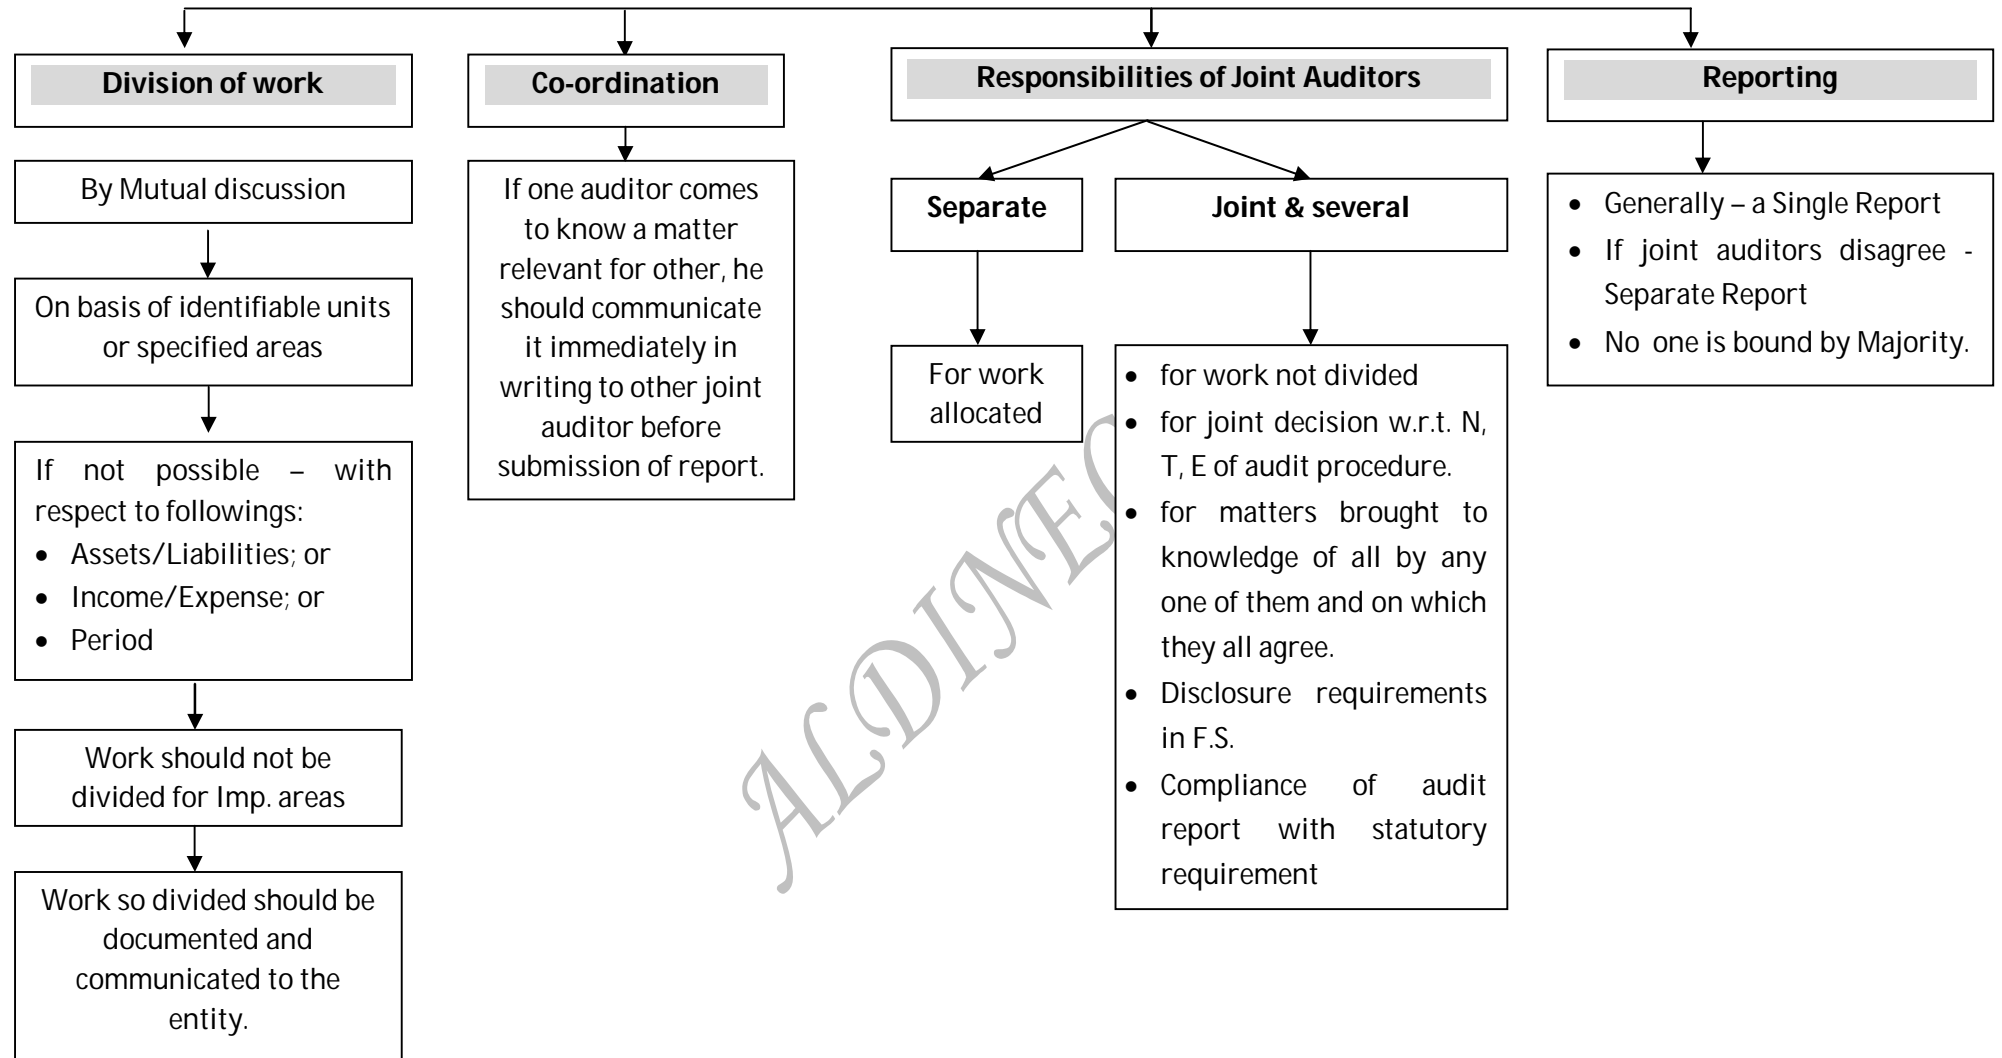 Division of work
By Mutual discussion
On basis of identifiable units
or specified areas
If not possible – with
respect to followings:
• Assets/Liabilities; or
• Income/Expense; or
• Period
Work should not be
divided for Imp. areas
Work so divided should be
documented and
communicated to the
entity.
Co-ordination
If one auditor comes
to know a matter
relevant for other, he
should communicate
it immediately in
writing to other joint
auditor before
submission of report.
Responsibilities of Joint Auditors
Separate
For work
allocated
Joint & several
• for work not divided
• for joint decision w.r.t. N,
T, E of audit procedure.
• for matters brought to
knowledge of all by any
one of them and on which
they all agree.
• Disclosure requirements
in F.S.
• Compliance of audit
report with statutory
requirement
Reporting
• Generally – a Single Report
• If joint auditors disagree -
Separate Report
• No one is bound by Majority.